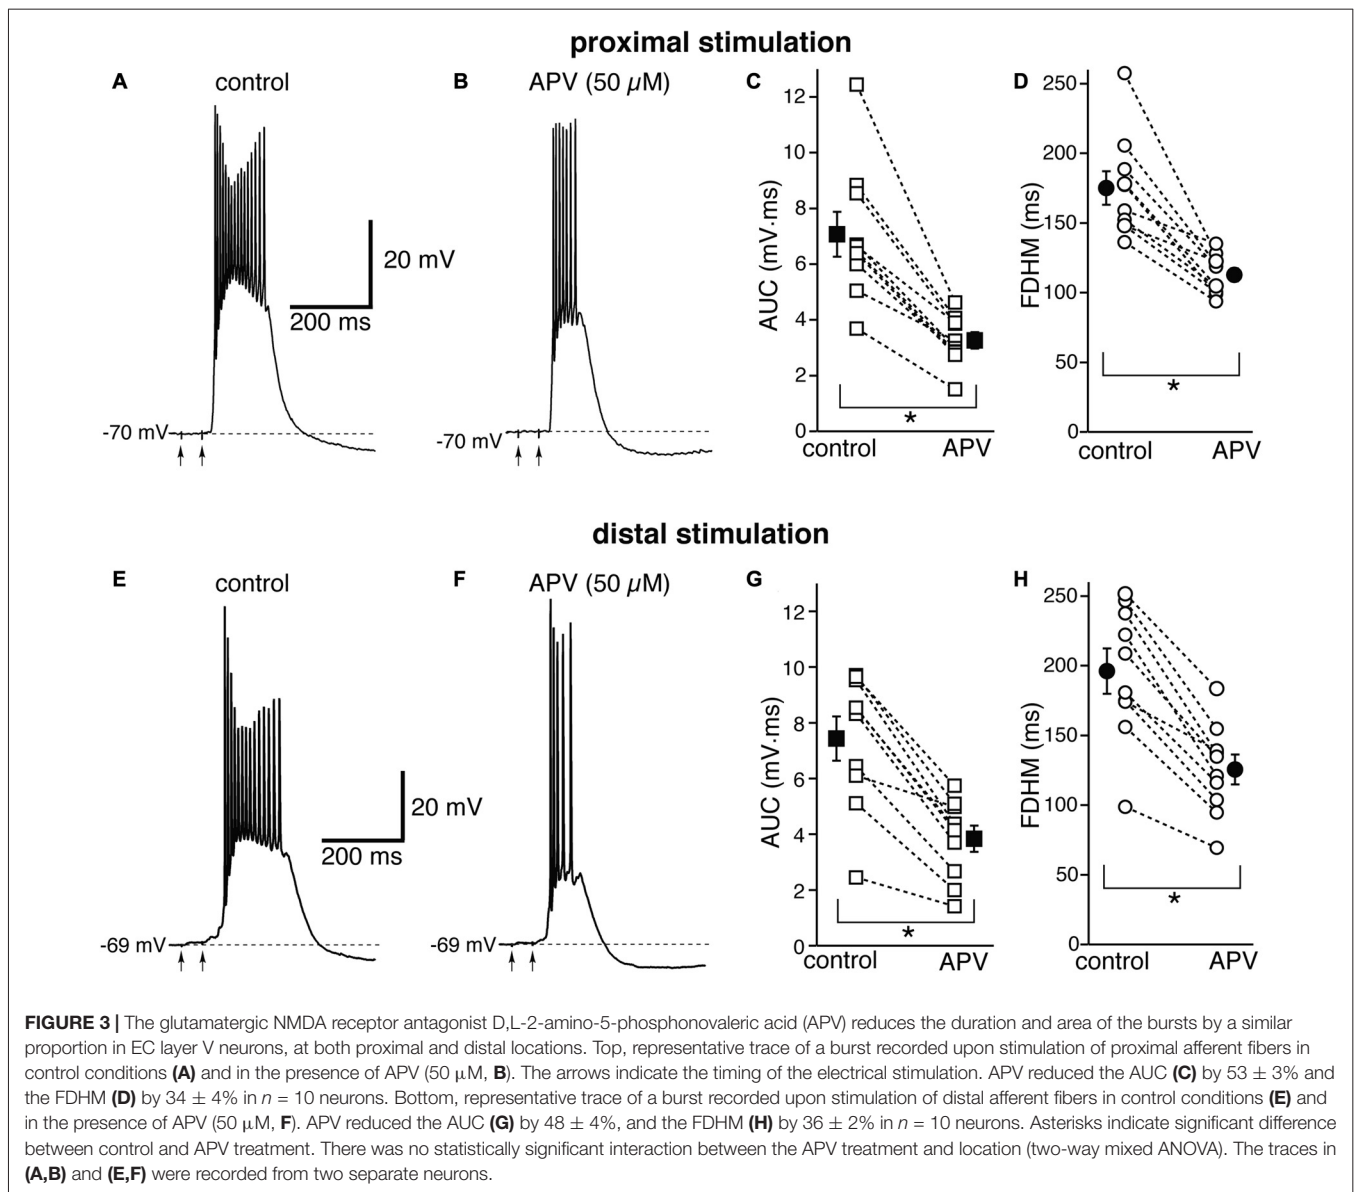 proximal stimulation
A
control
B
APV (50 µM)
C
D
20 mV
200 ms
-70 mV
-70 mV
AUC (mV·ms)
12
10
8
6
4
2
0
*
control
APV
FDHM (ms)
250
200
150
100
50
0
*
control
APV
distal stimulation
E
control
F
APV (50 µM)
G
H
20 mV
200 ms
-69 mV
-69 mV
AUC (mV·ms)
12
10
8
6
4
2
0
*
control
APV
FDHM (ms)
250
200
150
100
50
0
*
control
APV
FIGURE 3 | The glutamatergic NMDA receptor antagonist D,L-2-amino-5-phosphonovaleric acid (APV) reduces the duration and area of the bursts by a similar
proportion in EC layer V neurons, at both proximal and distal locations. Top, representative trace of a burst recorded upon stimulation of proximal afferent fibers in
control conditions (A) and in the presence of APV (50 µM, B). The arrows indicate the timing of the electrical stimulation. APV reduced the AUC (C) by 53 ± 3% and
the FDHM (D) by 34 ± 4% in n = 10 neurons. Bottom, representative trace of a burst recorded upon stimulation of distal afferent fibers in control conditions (E) and
in the presence of APV (50 µM, F). APV reduced the AUC (G) by 48 ± 4%, and the FDHM (H) by 36 ± 2% in n = 10 neurons. Asterisks indicate significant difference
between control and APV treatment. There was no statistically significant interaction between the APV treatment and location (two-way mixed ANOVA). The traces in
(A,B) and (E,F) were recorded from two separate neurons.